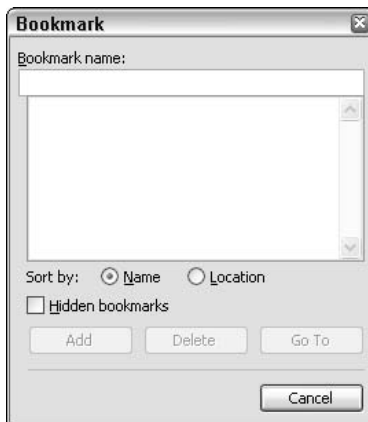 Bookmark
Bookmark name:
Sort by: Name Location
Hidden bookmarks
Add Delete Go To
Cancel